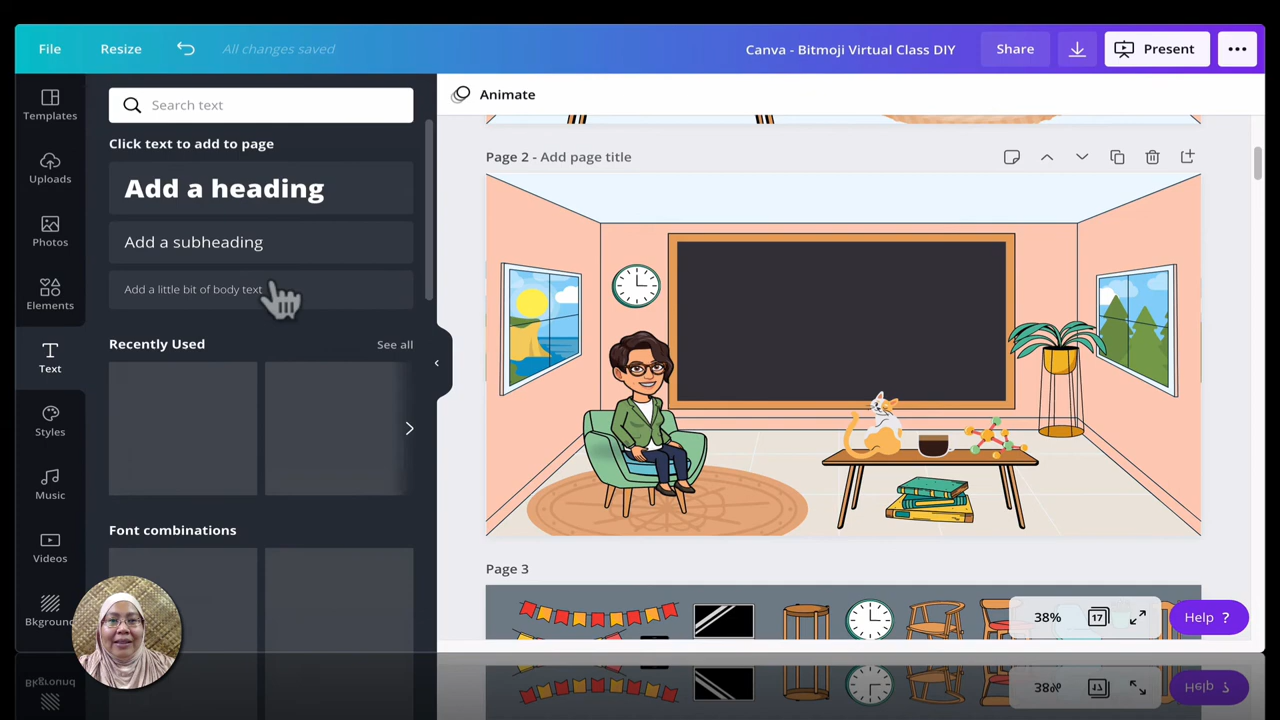 File
Resize
All changes saved
Canva - Bitmoji Virtual Class DIY
Share
Present
Templates
Uploads
Photos
Elements
Text
Styles
Music
Videos
Bkground
Search text
Click text to add to page
Add a heading
Add a subheading
Add a little bit of body text
Recently Used
See all
Font combinations
Animate
Page 2 - Add page title
Page 3
38%
17
Help ?